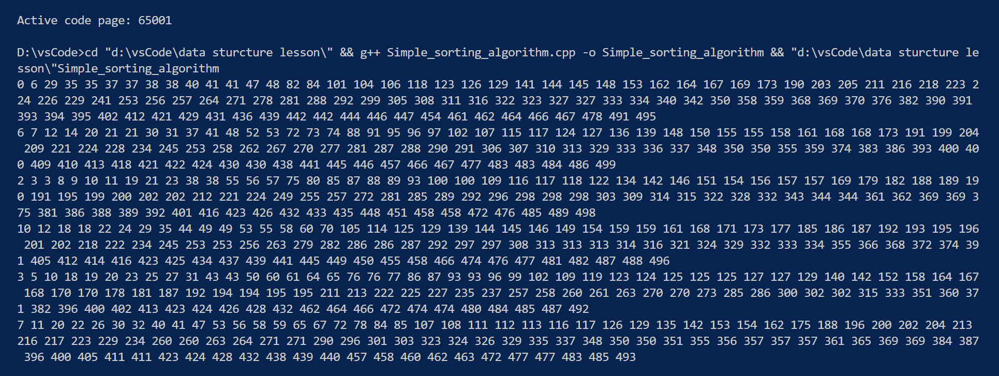 Active code page: 65001
D:\vsCode>cd "d:\vsCode\data sturcture lesson\" && g++ Simple_sorting_algorithm.cpp -o Simple_sorting_algorithm && "d:\vsCode\data sturcture le
sson\"Simple_sorting_algorithm
0 6 29 35 35 37 37 38 38 40 41 41 47 48 82 84 101 104 106 118 123 126 129 141 144 145 148 153 162 164 167 169 173 190 203 205 211 216 218 223 2
24 226 229 241 253 256 257 264 271 278 281 288 292 299 305 308 311 316 322 323 327 327 333 334 340 342 350 358 359 368 369 370 376 382 390 391
393 394 395 402 412 421 429 431 436 439 442 442 444 446 447 454 461 462 464 466 467 478 491 495
6 7 12 14 20 21 21 30 31 37 41 48 52 53 72 73 74 88 91 95 96 97 102 107 115 117 124 127 136 139 148 150 155 155 158 161 168 168 173 191 199 204
209 221 224 228 234 245 253 258 262 267 270 277 281 287 288 290 291 306 307 310 313 329 333 336 337 348 350 350 355 359 374 383 386 393 400 40
0 409 410 413 418 421 422 424 430 430 438 441 445 446 457 466 467 477 483 483 484 486 499
2 3 3 8 9 10 11 19 21 23 38 38 55 56 57 75 80 85 87 88 89 93 100 100 109 116 117 118 122 134 142 146 151 154 156 157 157 169 179 182 188 189 19
0 191 195 199 200 202 202 212 221 224 249 255 257 272 281 285 289 292 296 298 298 298 303 309 314 315 322 328 332 343 344 344 361 362 369 369 3
75 381 386 388 389 392 401 416 423 426 432 433 435 448 451 458 458 472 476 485 489 498
10 12 18 18 22 24 29 35 44 49 49 53 55 58 60 70 105 114 125 129 139 144 145 146 149 154 159 159 161 168 171 173 177 185 186 187 192 193 195 196
201 202 218 222 234 245 253 253 256 263 279 282 286 286 287 292 297 297 308 313 313 313 314 316 321 324 329 332 333 334 355 366 368 372 374 39
1 405 412 414 416 423 425 434 437 439 441 445 449 450 455 458 466 474 476 477 481 482 487 488 496
3 5 10 18 19 20 23 25 27 31 43 43 50 60 61 64 65 76 76 77 86 87 93 93 96 99 102 109 119 123 124 125 125 125 127 127 129 140 142 152 158 164 167
168 170 170 178 181 187 192 194 194 195 195 211 213 222 225 227 235 237 257 258 260 261 263 270 270 273 285 286 300 302 302 315 333 351 360 37
1 382 396 400 402 413 423 424 426 428 432 462 464 466 472 474 474 480 484 485 487 492
7 11 20 22 26 30 32 40 41 47 53 56 58 59 65 67 72 78 84 85 107 108 111 112 113 116 117 126 129 135 142 153 154 162 175 188 196 200 202 204 213
216 217 223 229 234 260 260 263 264 271 271 290 296 301 303 323 324 326 329 335 337 348 350 350 351 355 356 357 357 357 361 365 369 369 384 387
396 400 405 411 411 423 424 428 432 438 439 440 457 458 460 462 463 472 477 477 483 485 493